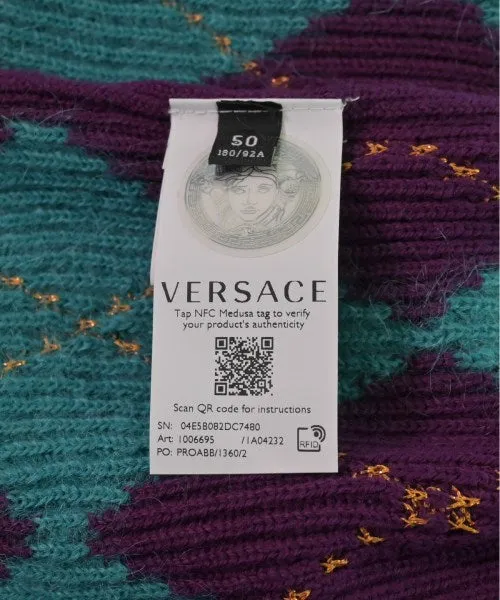 50
180/92A
VERSACE
Tap NFC Medusa tag to verify
your product's authenticity
Scan QR code for instructions
SN: 04E5B082DC7480
Art: 1006695 /1A04232
PO: PROABB/1360/2
RFID